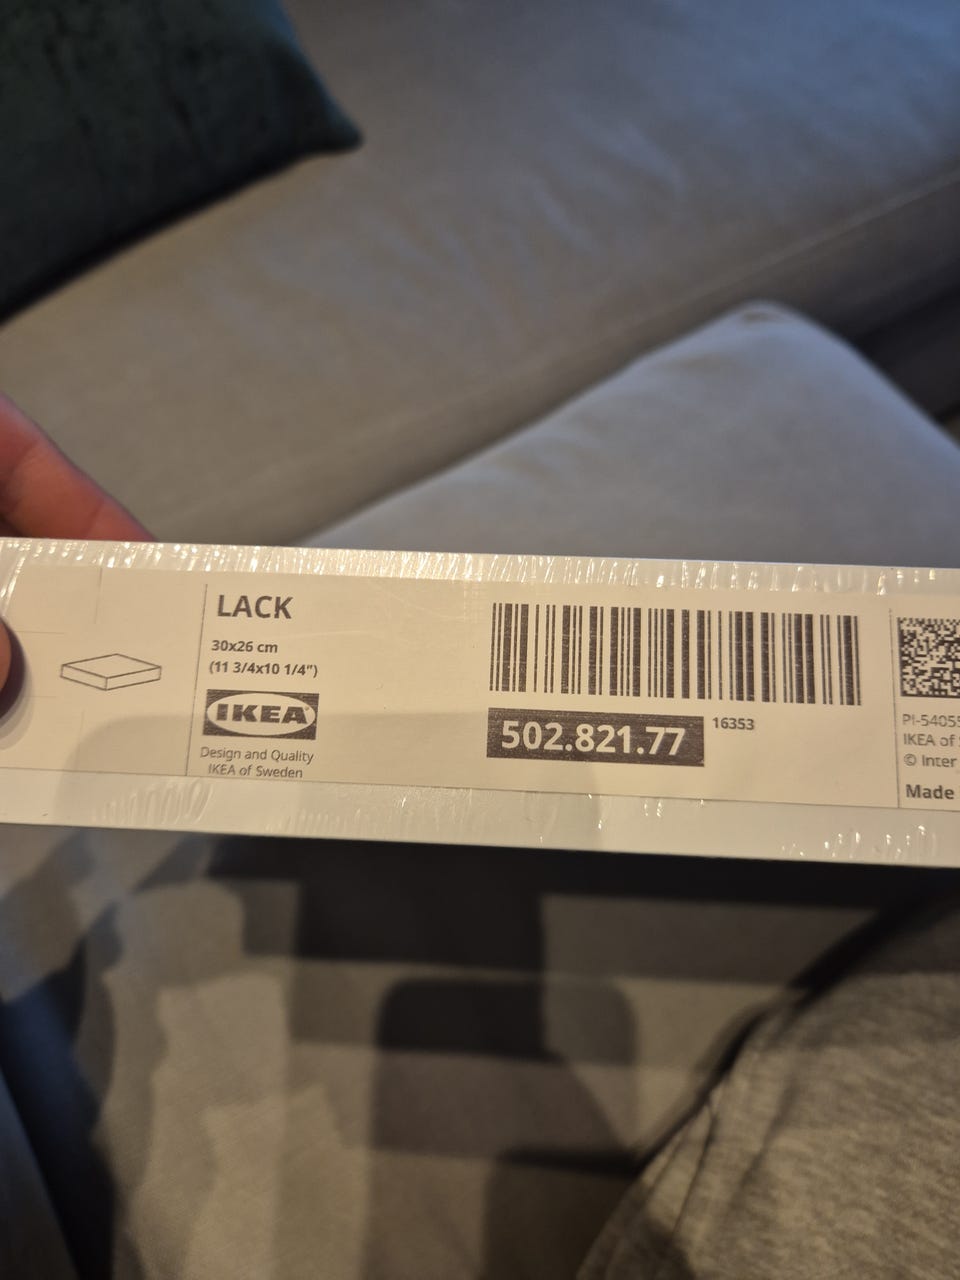 LACK
30x26 cm
(11 3/4x10 1/4")
IKEA
Design and Quality
IKEA of Sweden
502.821.77
16353
IKEA of
© Inter
Made